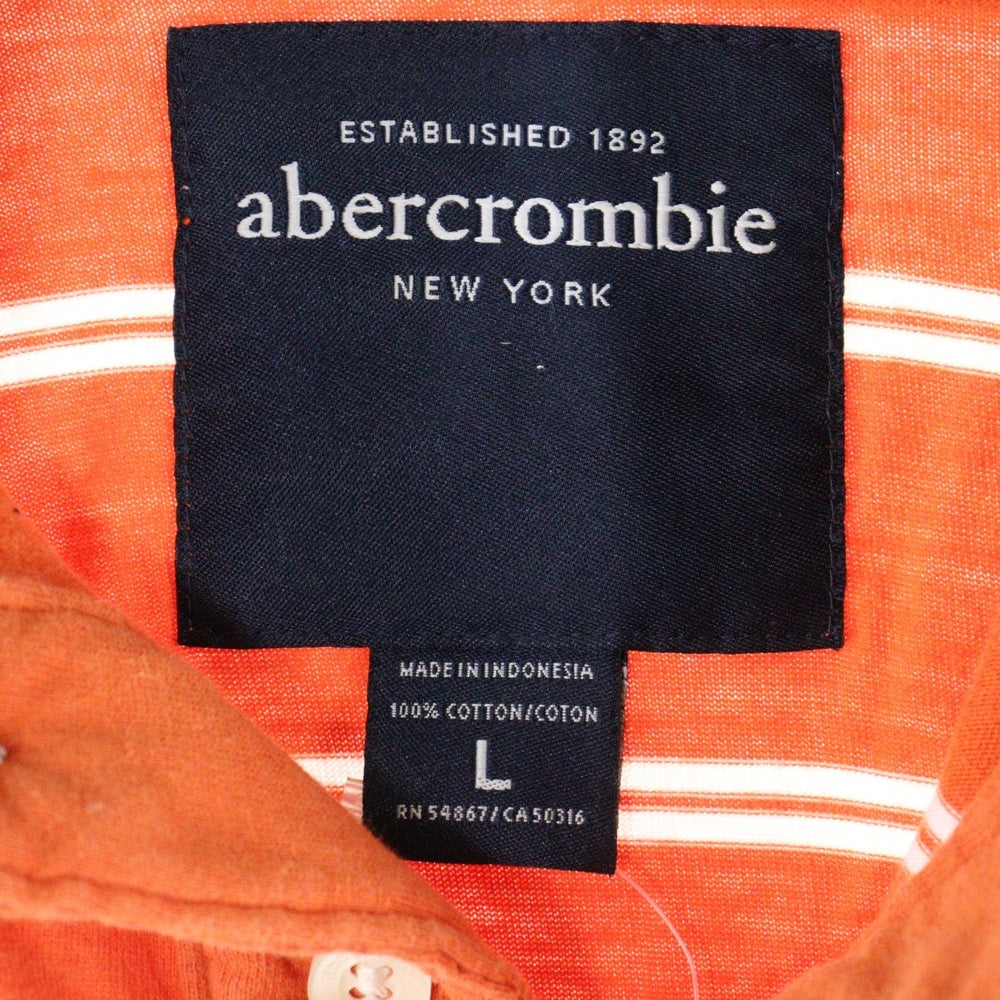 ESTABLISHED 1892
abercrombie
NEW YORK
MADE IN INDONESIA
100% COTTON/COTON
L
RN 54867/CA 50316